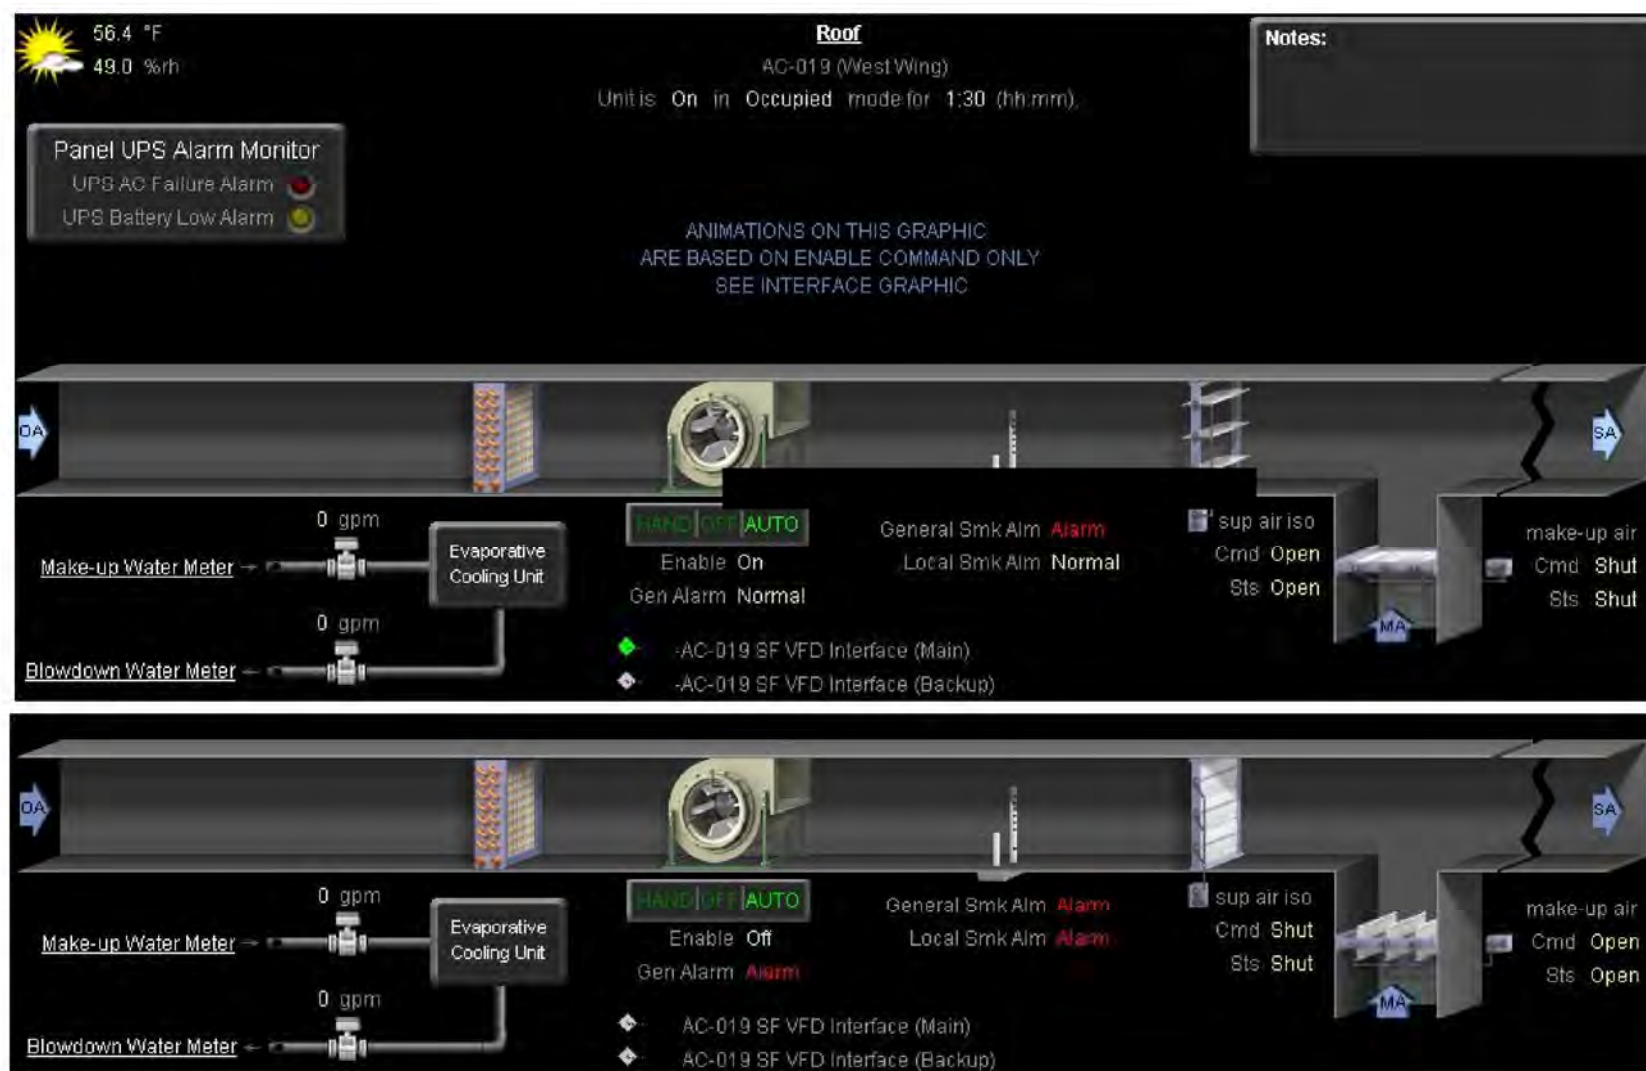 56.4 °F
49.0 %rh
Roof
AC-019 (West Wing)
Unit is On in Occupied mode for 1:30 (hh:mm).
Notes:
Panel UPS Alarm Monitor
UPS AC Failure Alarm
UPS Battery Low Alarm
ANIMATIONS ON THIS GRAPHIC
ARE BASED ON ENABLE COMMAND ONLY
SEE INTERFACE GRAPHIC
OA
SA
0 gpm
Make-up Water Meter
Evaporative
Cooling Unit
0 gpm
Blowdown Water Meter
HAND|OFF|AUTO
Enable On
Gen Alarm Normal
General Smk Alm Alarm
Local Smk Alm Normal
sup air iso
Cmd Open
Sts Open
MA
make-up air
Cmd Shut
Sts Shut
-AC-019 SF VFD Interface (Main)
-AC-019 SF VFD Interface (Backup)
OA
SA
0 gpm
Make-up Water Meter
Evaporative
Cooling Unit
0 gpm
Blowdown Water Meter
HAND|OFF|AUTO
Enable Off
Gen Alarm Alarm
General Smk Alm Alarm
Local Smk Alm Alarm
sup air iso
Cmd Shut
Sts Shut
MA
make-up air
Cmd Open
Sts Open
AC-019 SF VFD Interface (Main)
AC-019 SF VFD Interface (Backup)